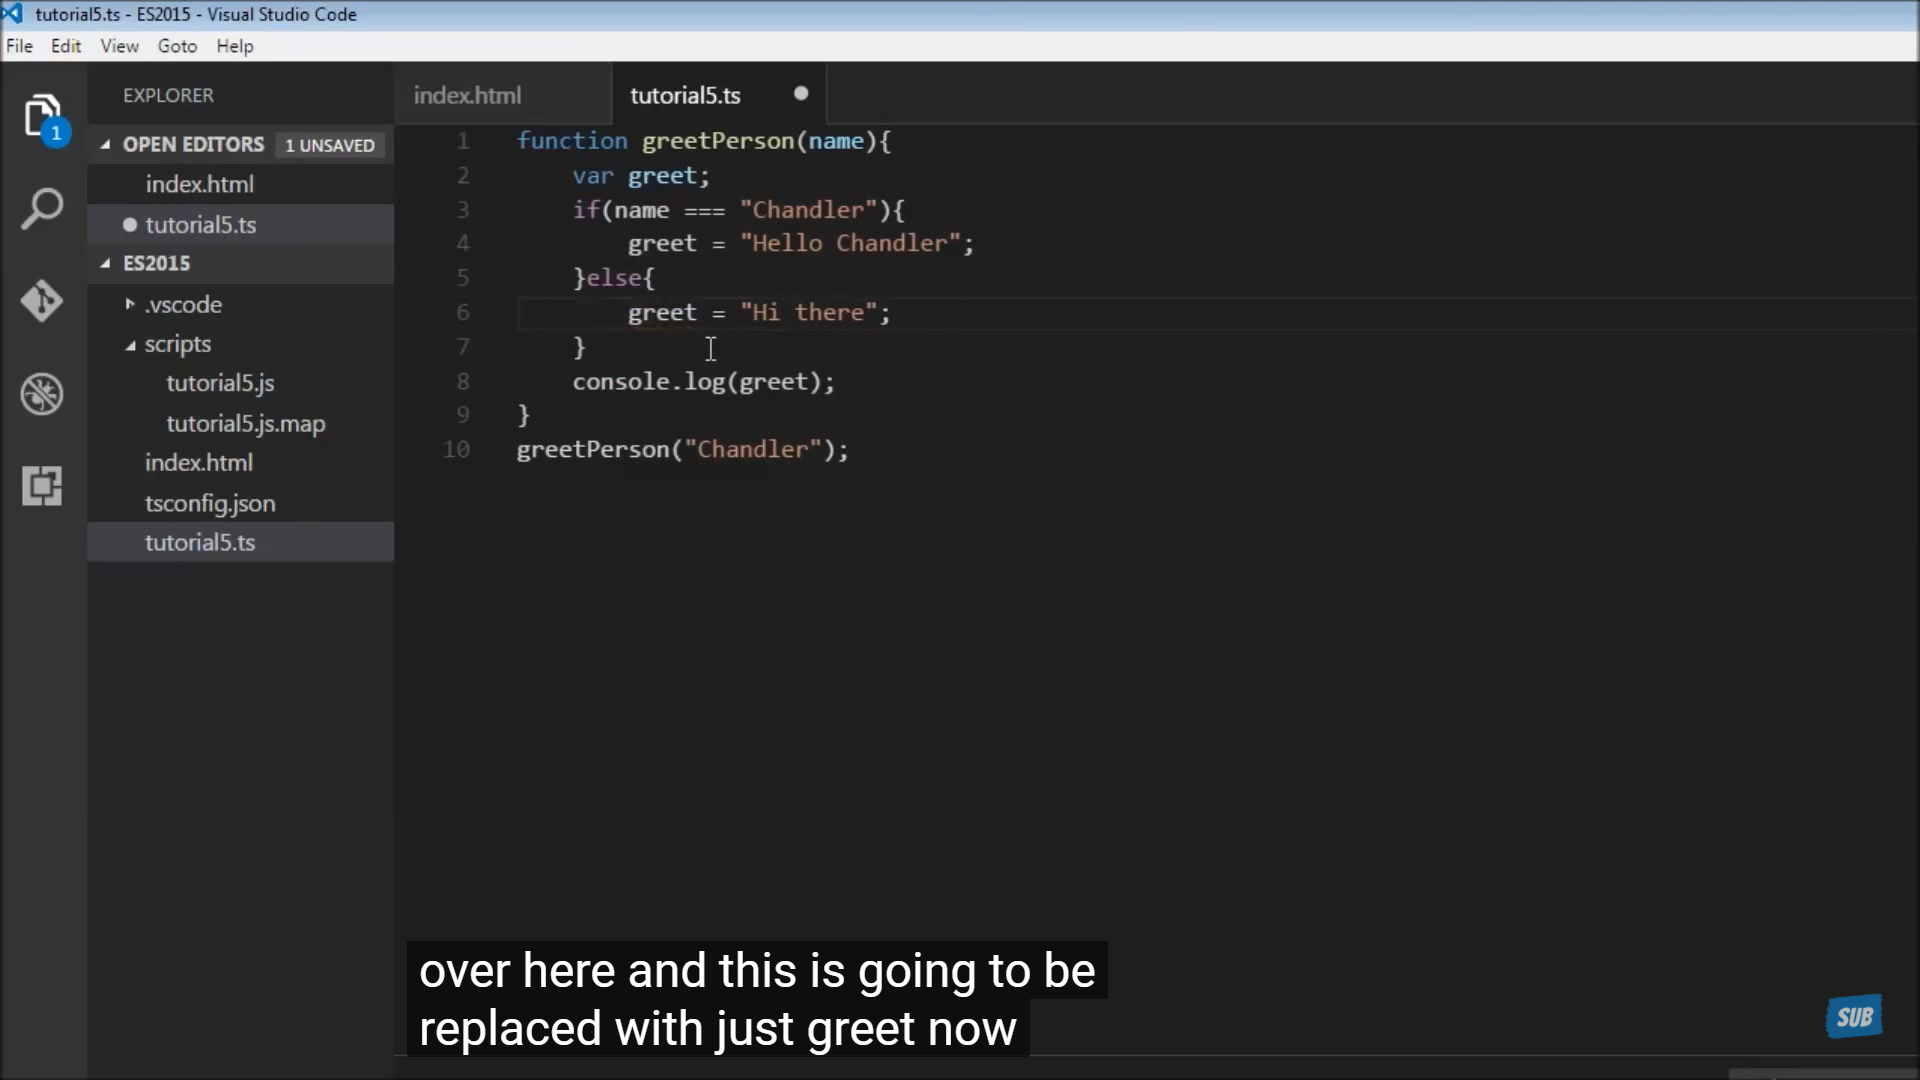 tutorial5.ts - ES2015 - Visual Studio Code
File Edit View Goto Help
EXPLORER
OPEN EDITORS 1 UNSAVED
index.html
tutorial5.ts
ES2015
.vscode
scripts
tutorial5.js
tutorial5.js.map
index.html
tsconfig.json
tutorial5.ts
1
index.html tutorial5.ts
1 function greetPerson(name){
2 var greet;
3 if(name === "Chandler"){
4 greet = "Hello Chandler";
5 }else{
6 greet = "Hi there";
7 }
8 console.log(greet);
9 }
10 greetPerson("Chandler");
over here and this is going to be
replaced with just greet now
SUB